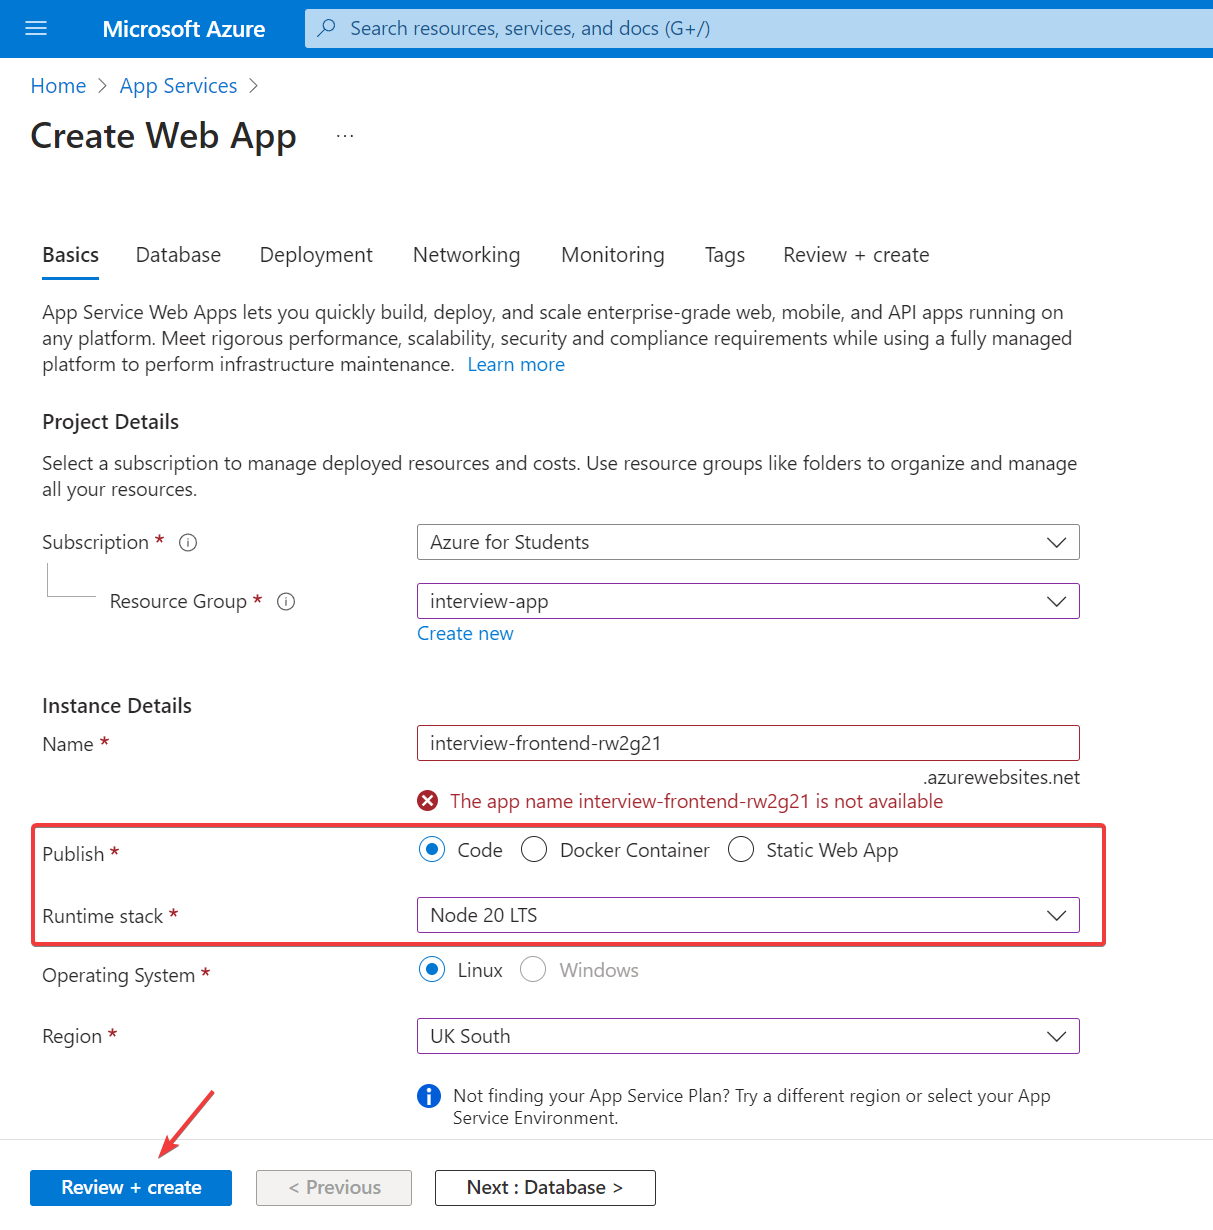 Microsoft Azure
Search resources, services, and docs (G+/)
Home > App Services >
Create Web App ...
Basics Database Deployment Networking Monitoring Tags Review + create
App Service Web Apps lets you quickly build, deploy, and scale enterprise-grade web, mobile, and API apps running on
any platform. Meet rigorous performance, scalability, security and compliance requirements while using a fully managed
platform to perform infrastructure maintenance. Learn more
Project Details
Select a subscription to manage deployed resources and costs. Use resource groups like folders to organize and manage
all your resources.
Subscription * Azure for Students
Resource Group * interview-app
Create new
Instance Details
Name * interview-frontend-rw2g21
.azurewebsites.net
The app name interview-frontend-rw2g21 is not available
Publish * Code Docker Container Static Web App
Runtime stack * Node 20 LTS
Operating System * Linux Windows
Region * UK South
Not finding your App Service Plan? Try a different region or select your App
Service Environment.
Review + create < Previous Next : Database >